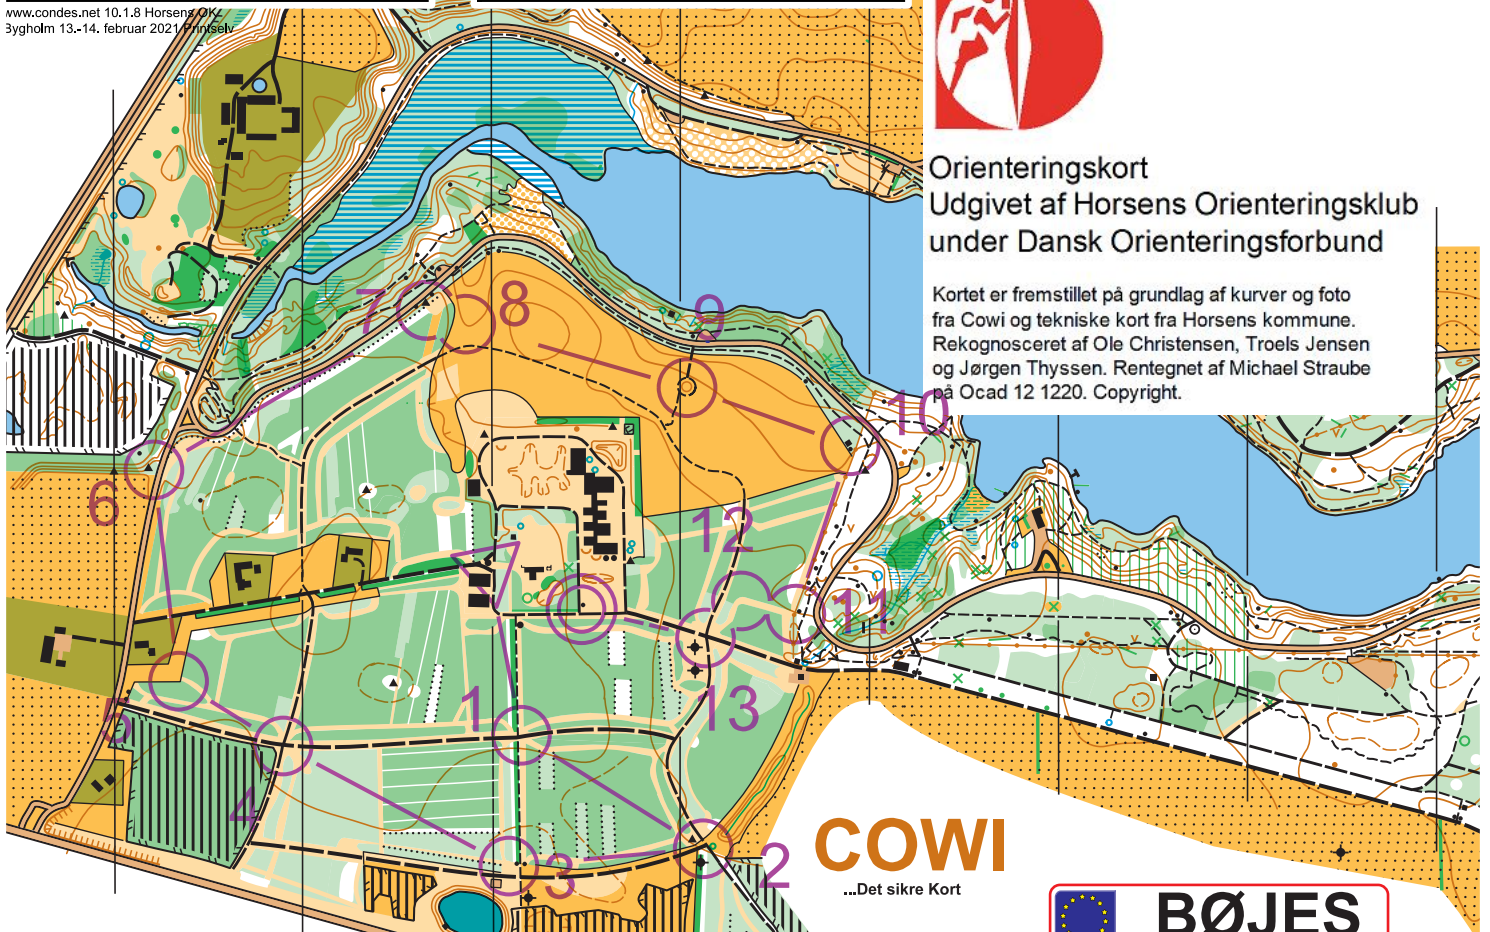 www.condes.net 10.1.8 Horsens OK.
Bygholm 13.-14. februar 2021 Printselv
Orienteringskort
Udgivet af Horsens Orienteringsklub
under Dansk Orienteringsforbund
Kortet er fremstillet på grundlag af kurver og foto
fra Cowi og tekniske kort fra Horsens kommune.
Rekognosceret af Ole Christensen, Troels Jensen
og Jørgen Thyssen. Rentegnet af Michael Straube
på Ocad 12 1220. Copyright.
7
8
9
10
6
12
11
1
13
5
4
3
2
COWI
...Det sikre Kort
BØJES